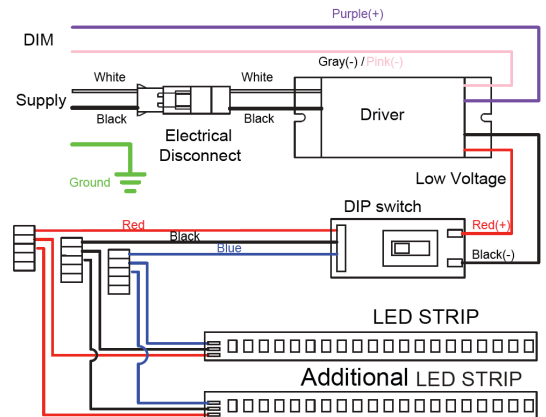 Purple(+)
DIM
Gray(-) / Pink(-)
White
White
Supply
Driver
Black
Black
Electrical
Disconnect
Ground
Low Voltage
DIP switch
Red
Red(+)
Black
Blue
Black(-)
LED STRIP
Additional LED STRIP